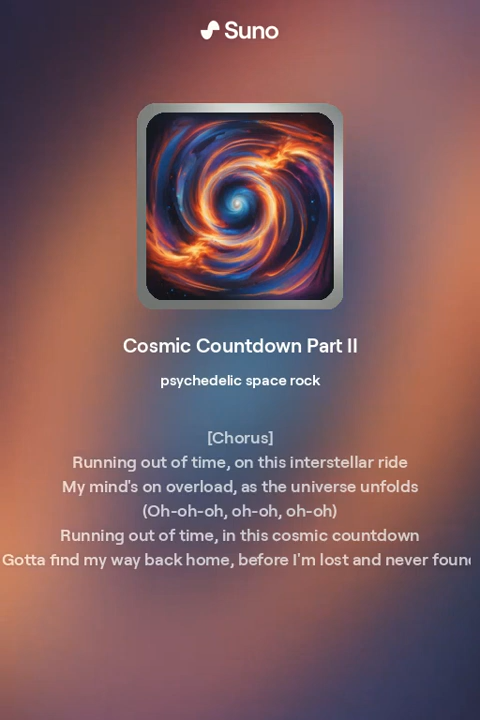 Suno
Cosmic Countdown Part II
psychedelic space rock
[Chorus]
Running out of time, on this interstellar ride
My mind's on overload, as the universe unfolds
(Oh-oh-oh, oh-oh, oh-oh)
Running out of time, in this cosmic countdown
Gotta find my way back home, before I'm lost and never foun